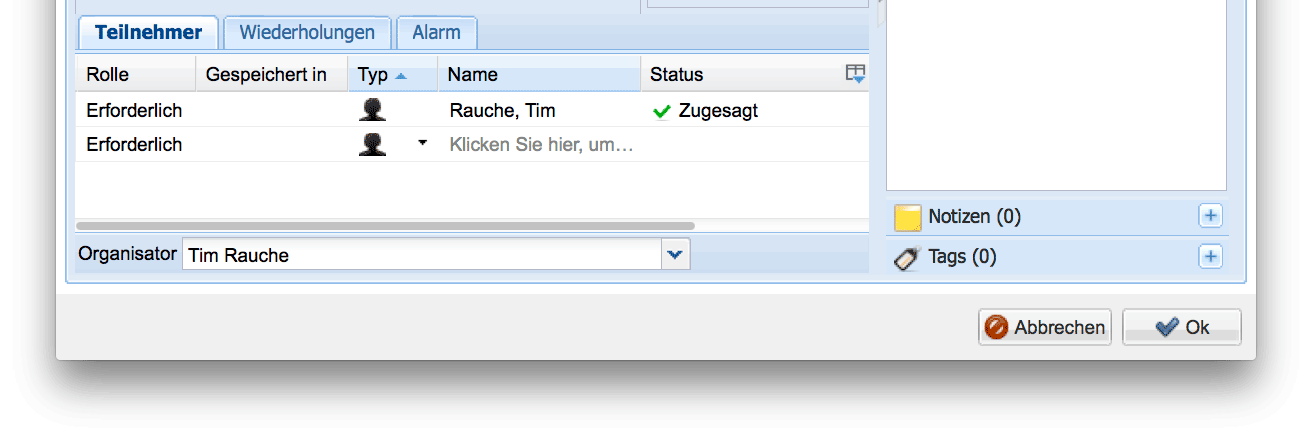 Teilnehmer Wiederholungen Alarm
Rolle Gespeichert in Typ Name Status
Erforderlich Rauche, Tim Zugesagt
Erforderlich Klicken Sie hier, um…
Organisator Tim Rauche
Notizen (0)
Tags (0)
Abbrechen Ok